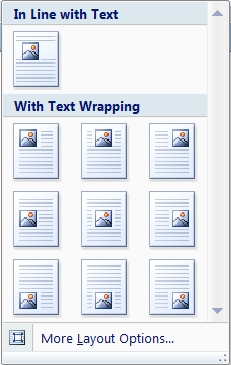 In Line with Text
With Text Wrapping
More Layout Options...